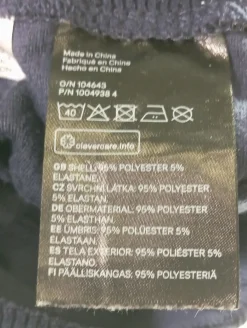 Made in China
Fabriqué en Chine
Hecho en China
O/N 104643
P/N 1004938 4
40
clevercare.info
GB SHELL: 95% POLYESTER 5%
ELASTANE,
CZ SVRCHNÍ LÁTKA: 95% POLYESTER
5% ELASTAN,
DE OBERMATERIAL: 95% POLYESTER
5% ELASTHAN
EE ÜMBRIS: 95% POLÜESTER 5%
ELASTAAN
ES TELA EXTERIOR: 95% POLIÉSTER 5%
ELASTANO
FI PÄÄLLISKANGAS: 95% POLYESTERIÄ